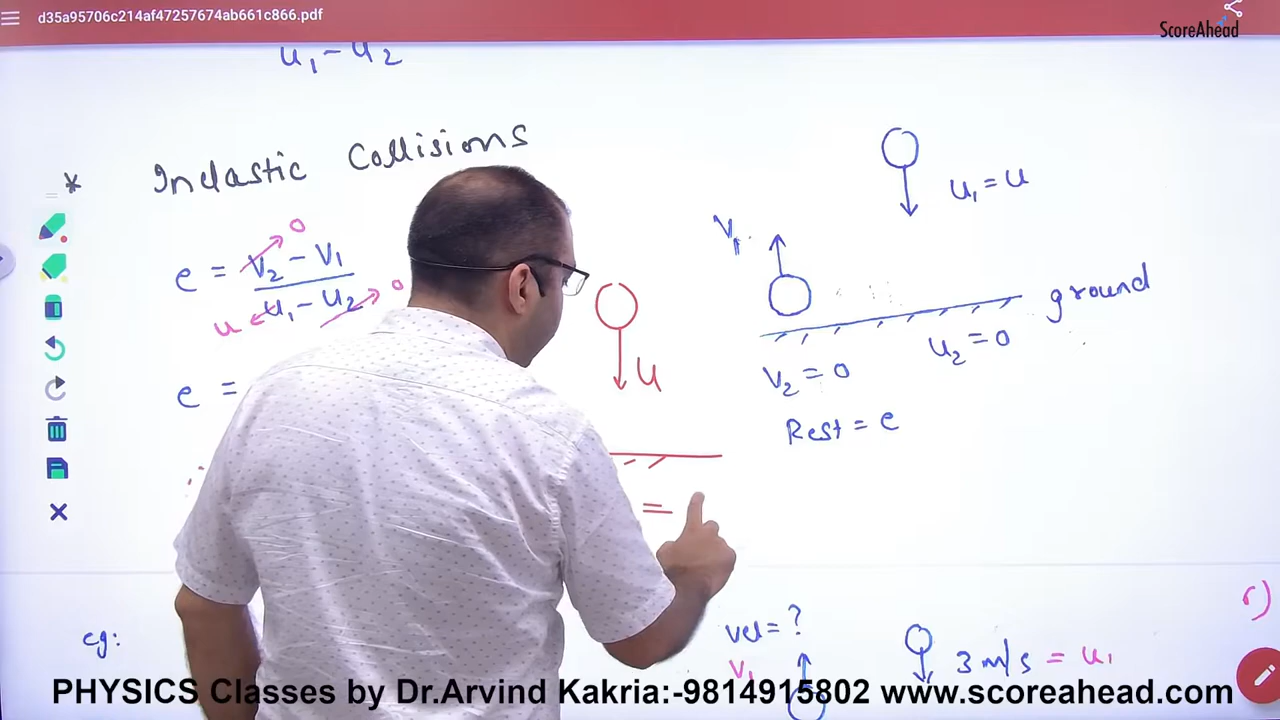 d35a95706c214af47257674ab661c866.pdf
ScoreAhead
u₁ - u₂
* Inelastic Collisions
u₁ = u
V₁
0
e = V₂ - V₁
u₁ - u₂
0
u
ground
u₂ = 0
V₂ = 0
u
e =
Rest = e
=
r)
vel = ?
eg:
3 m/s = u₁
V₁
PHYSICS Classes by Dr.Arvind Kakria:-9814915802 www.scoreahead.com